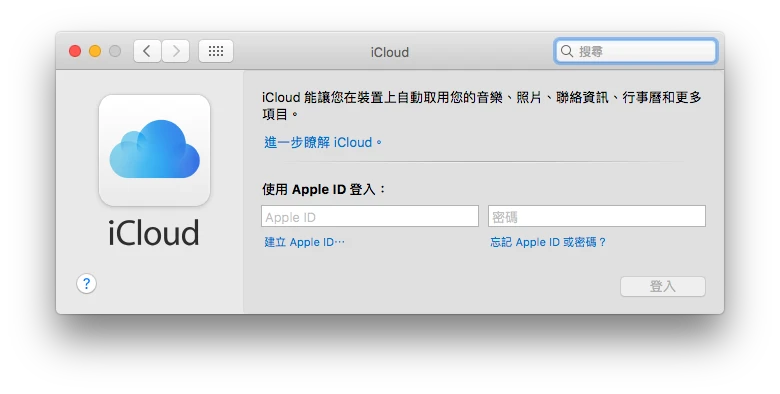 iCloud
搜尋
iCloud 能讓您在裝置上自動取用您的音樂、照片、聯絡資訊、行事曆和更多
項目。
進一步瞭解 iCloud。
iCloud
使用 Apple ID 登入：
Apple ID
密碼
建立 Apple ID⋯
忘記 Apple ID 或密碼？
?
登入